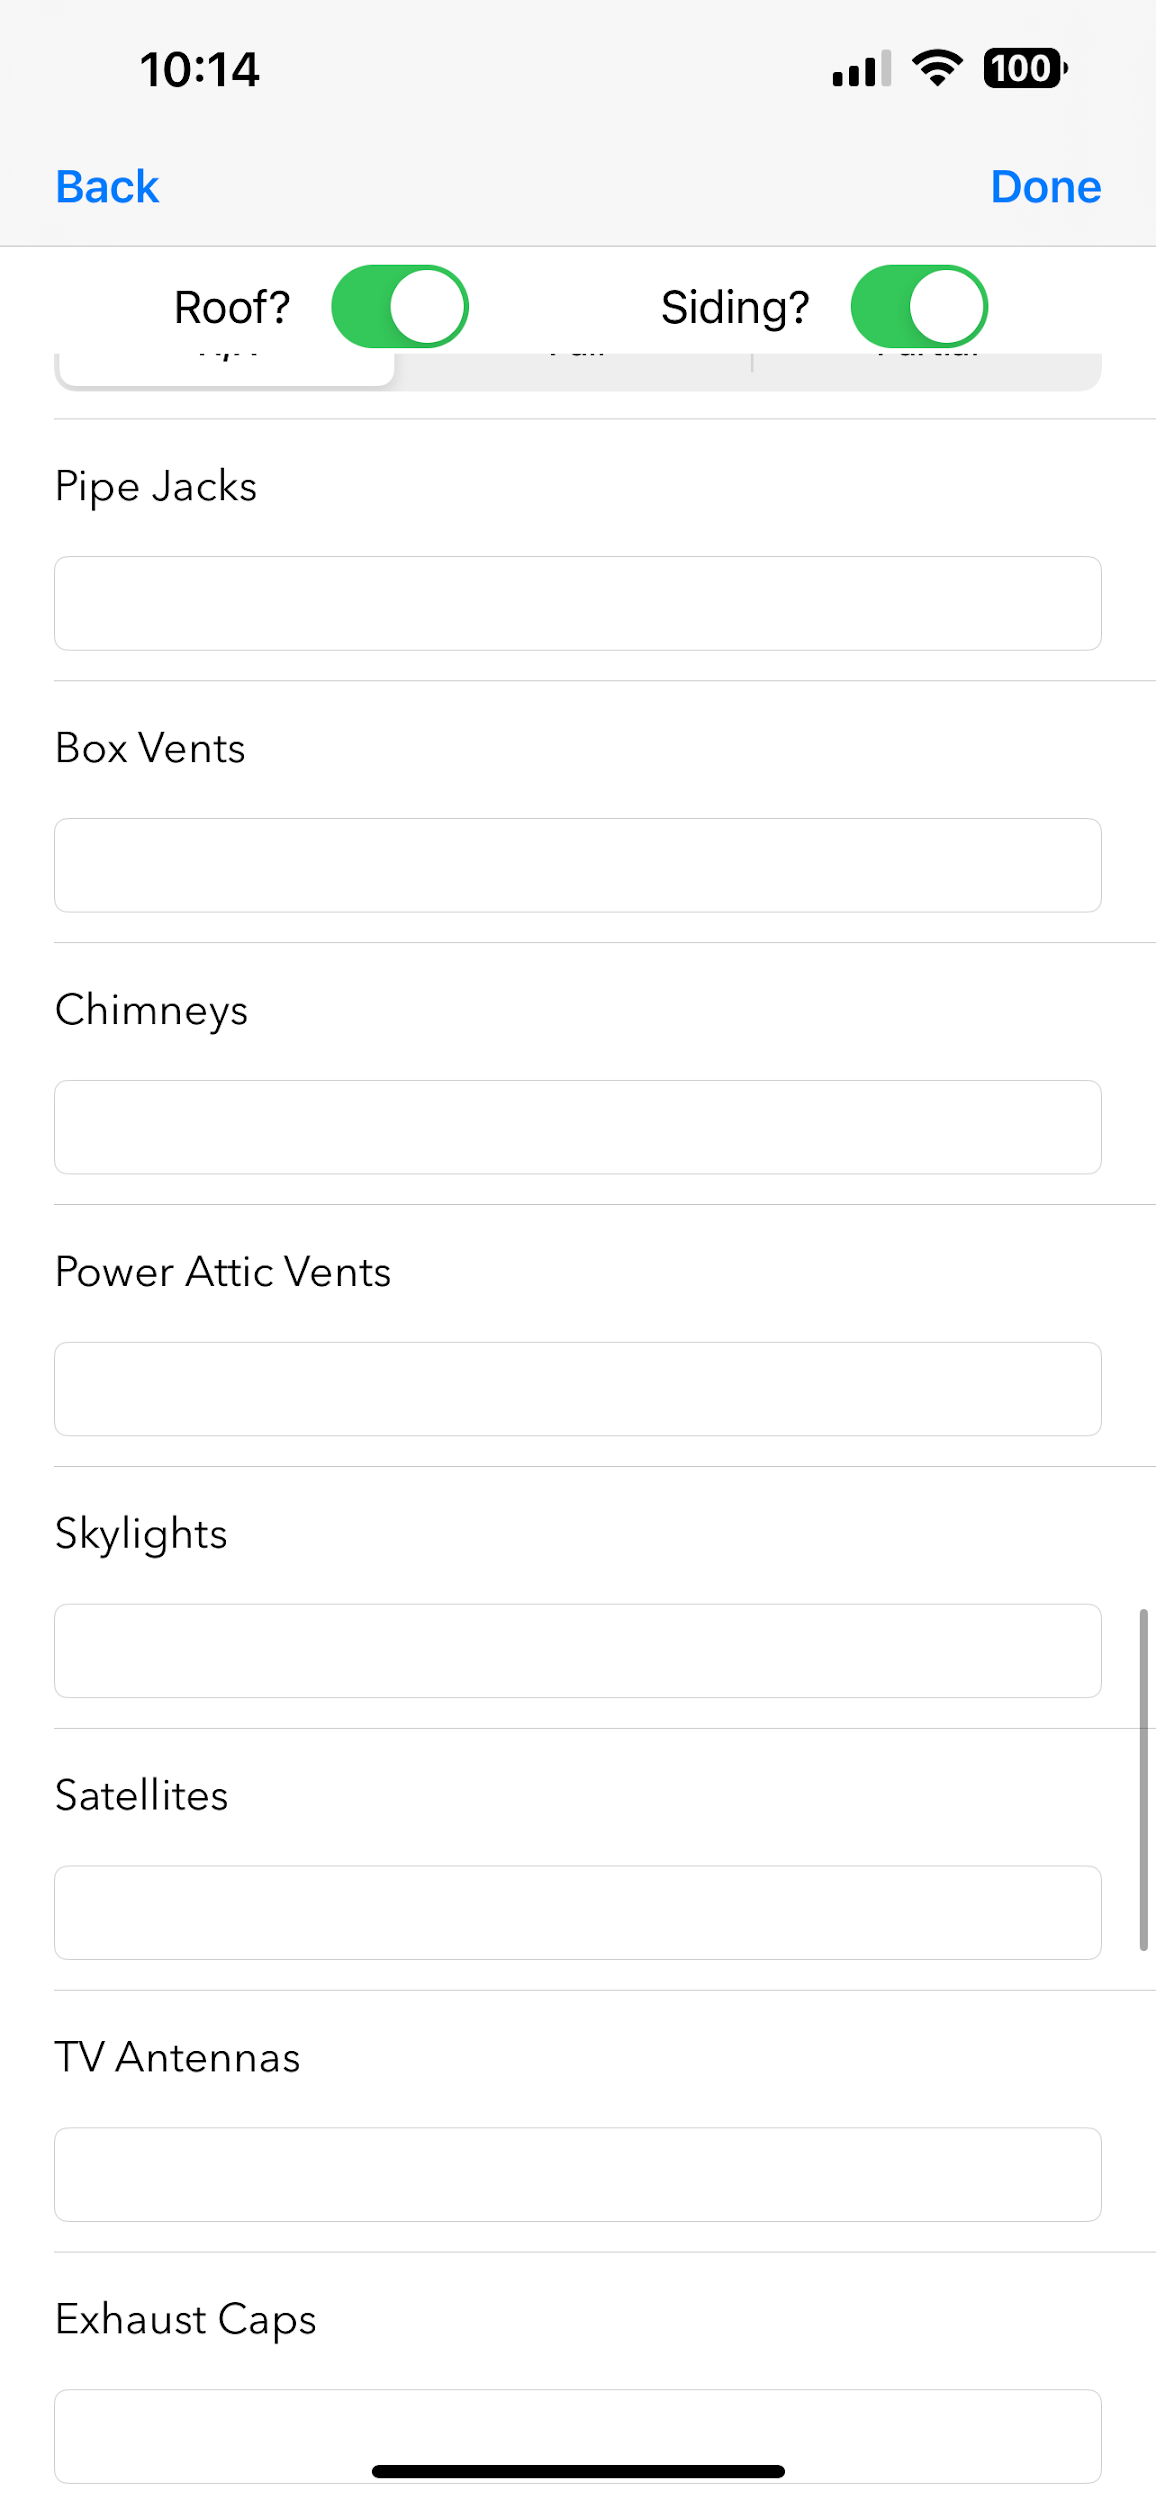 10:14
100
Back
Done
Roof?
Siding?
Pipe Jacks
Box Vents
Chimneys
Power Attic Vents
Skylights
Satellites
TV Antennas
Exhaust Caps